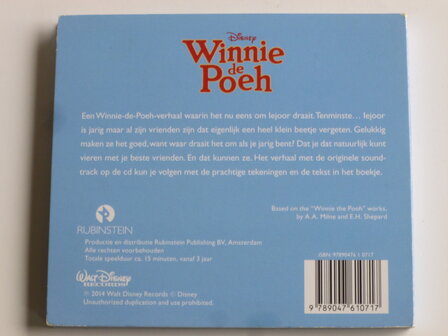 Disney
Winnie
de
Poeh
Een Winnie-de-Poeh-verhaal waarin het nu eens om Iejoor draait. Tenminste... Iejoor
is jarig maar al zijn vrienden zijn dat eigenlijk een heel klein beetje vergeten. Gelukkig
maken ze het goed, want waar draait het om als je jarig bent? Dat je dat natuurlijk kunt
vieren met je beste vrienden. En dat kunnen ze. Het verhaal met de originele sound-
track op de cd kun je volgen met de prachtige tekeningen en de tekst in het boekje.
Based on the "Winnie the Pooh" works,
by A.A. Milne and E.H. Shepard
RUBINSTEIN
Productie en distributie Rubinstein Publishing BV, Amsterdam
Alle rechten voorbehouden
Totale speelduur ca. 15 minuten, vanaf 3 jaar
WALT DISNEY
RECORDS
℗ © 2014 Walt Disney Records © Disney
Unauthorized duplication and use prohibited.
ISBN: 9789047610717
9 789047 610717